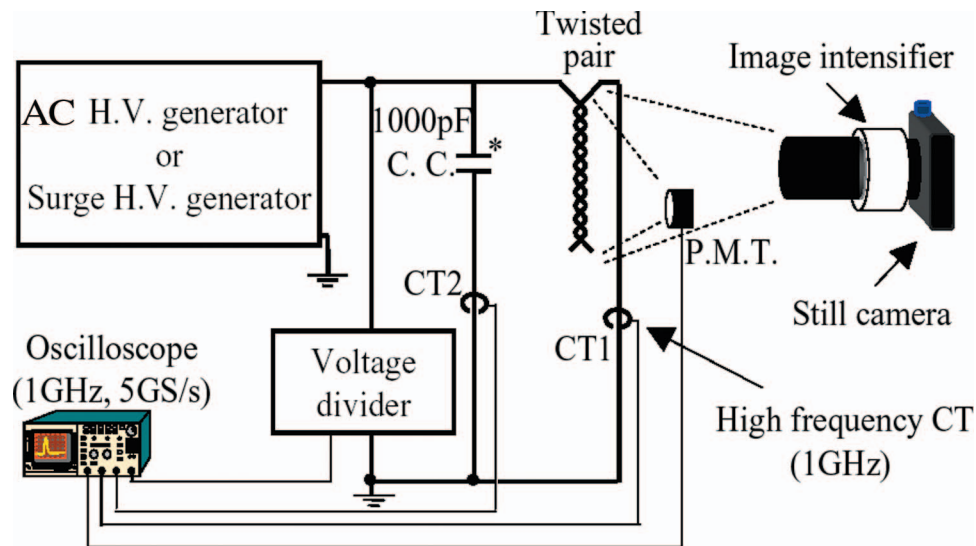 Twisted
pair
Image intensifier
AC H.V. generator
or
Surge H.V. generator
1000pF
*
C. C.
P.M.T.
CT2
Still camera
CT1
Oscilloscope
(1GHz, 5GS/s)
Voltage
divider
High frequency CT
(1GHz)